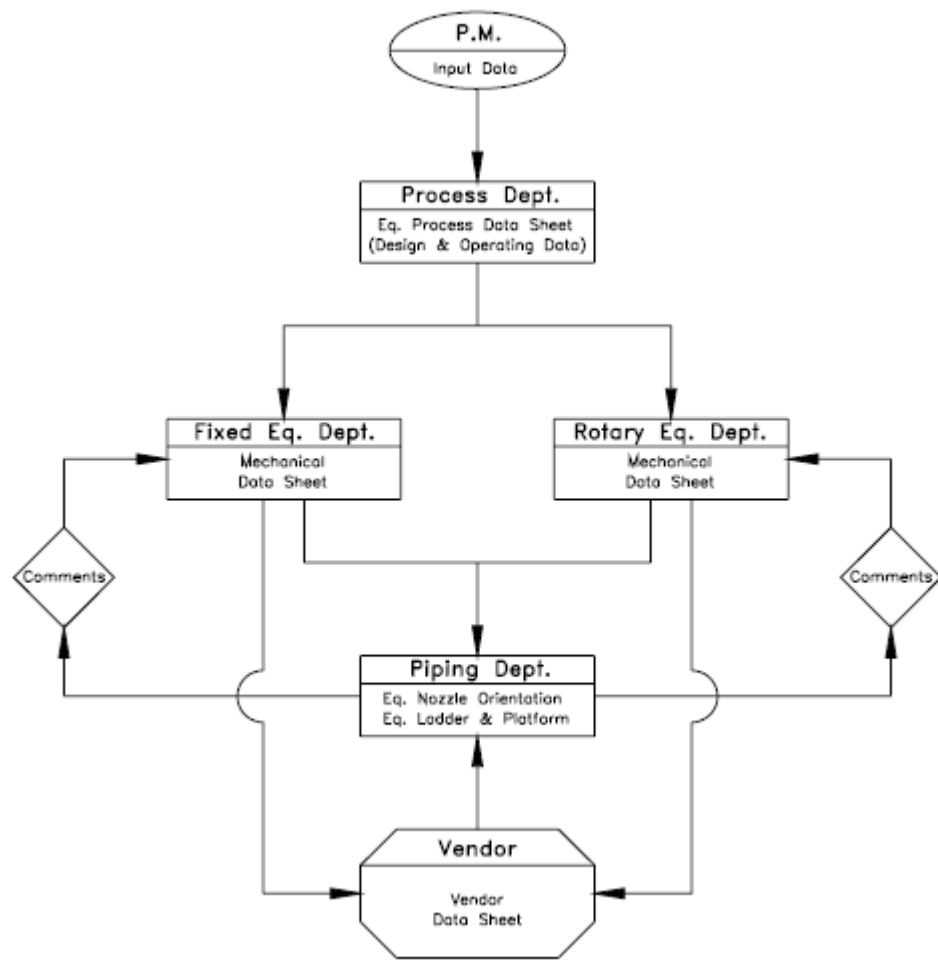 P.M.
Input Data
Process Dept.
Eq. Process Data Sheet
(Design & Operating Data)
Fixed Eq. Dept.
Mechanical
Data Sheet
Rotary Eq. Dept.
Mechanical
Data Sheet
Comments
Comments
Piping Dept.
Eq. Nozzle Orientation
Eq. Ladder & Platform
Vendor
Vendor
Data Sheet